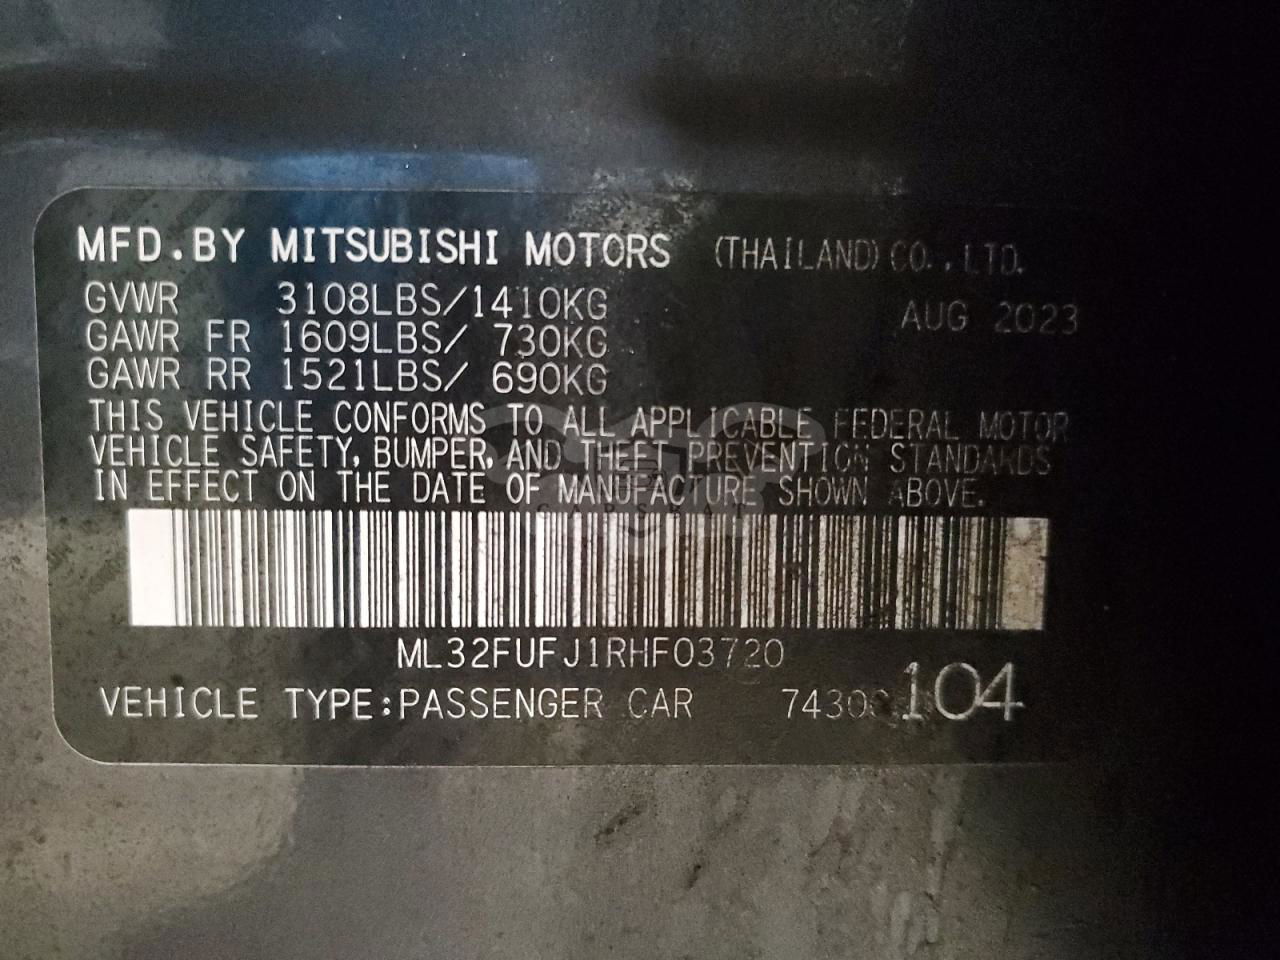 MFD.BY MITSUBISHI MOTORS (THAILAND) CO.,LTD.
GVWR 3108LBS/1410KG AUG 2023
GAWR FR 1609LBS/ 730KG
GAWR RR 1521LBS/ 690KG
THIS VEHICLE CONFORMS TO ALL APPLICABLE FEDERAL MOTOR
VEHICLE SAFETY, BUMPER, AND THEFT PREVENTION STANDARDS
IN EFFECT ON THE DATE OF MANUFACTURE SHOWN ABOVE.
ML32FUFJ1RHF03720
VEHICLE TYPE:PASSENGER CAR 104